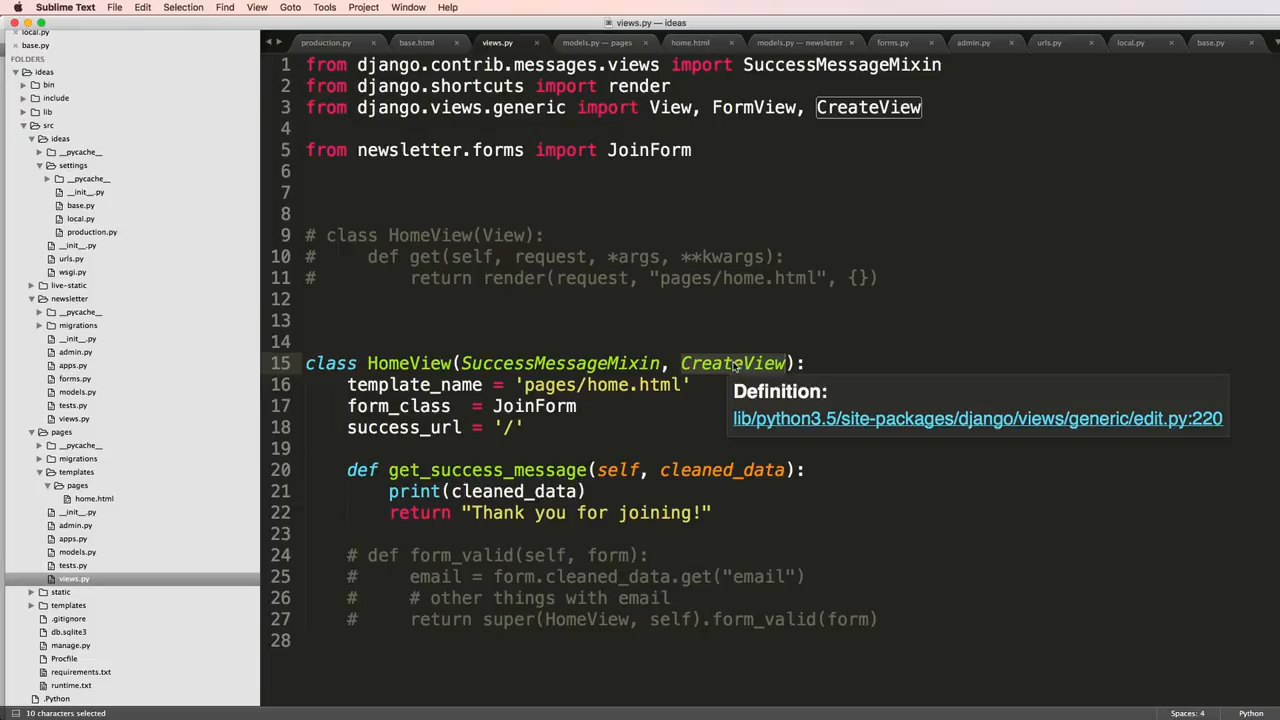 Sublime Text File Edit Selection Find View Goto Tools Project Window Help
views.py — ideas
local.py
base.py
FOLDERS
ideas
bin
include
lib
src
ideas
__pycache__
settings
__pycache__
__init__.py
base.py
local.py
production.py
__init__.py
urls.py
wsgi.py
live-static
newsletter
__pycache__
migrations
__init__.py
admin.py
apps.py
forms.py
models.py
tests.py
views.py
pages
__pycache__
migrations
templates
pages
home.html
__init__.py
admin.py
apps.py
models.py
tests.py
views.py
static
templates
.gitignore
db.sqlite3
manage.py
Procfile
requirements.txt
runtime.txt
.Python
production.py base.html views.py models.py — pages home.html models.py — newsletter forms.py admin.py urls.py local.py base.py
1 from django.contrib.messages.views import SuccessMessageMixin
2 from django.shortcuts import render
3 from django.views.generic import View, FormView, CreateView
4
5 from newsletter.forms import JoinForm
6
7
8
9 # class HomeView(View):
10 #     def get(self, request, *args, **kwargs):
11 #         return render(request, "pages/home.html", {})
12
13
14
15 class HomeView(SuccessMessageMixin, CreateView):
16     template_name = 'pages/home.html'
17     form_class  = JoinForm
18     success_url = '/'
19
20     def get_success_message(self, cleaned_data):
21         print(cleaned_data)
22         return "Thank you for joining!"
23
24     # def form_valid(self, form):
25     #     email = form.cleaned_data.get("email")
26     #     # other things with email
27     #     return super(HomeView, self).form_valid(form)
28
Definition:
lib/python3.5/site-packages/django/views/generic/edit.py:220
10 characters selected
Spaces: 4 Python